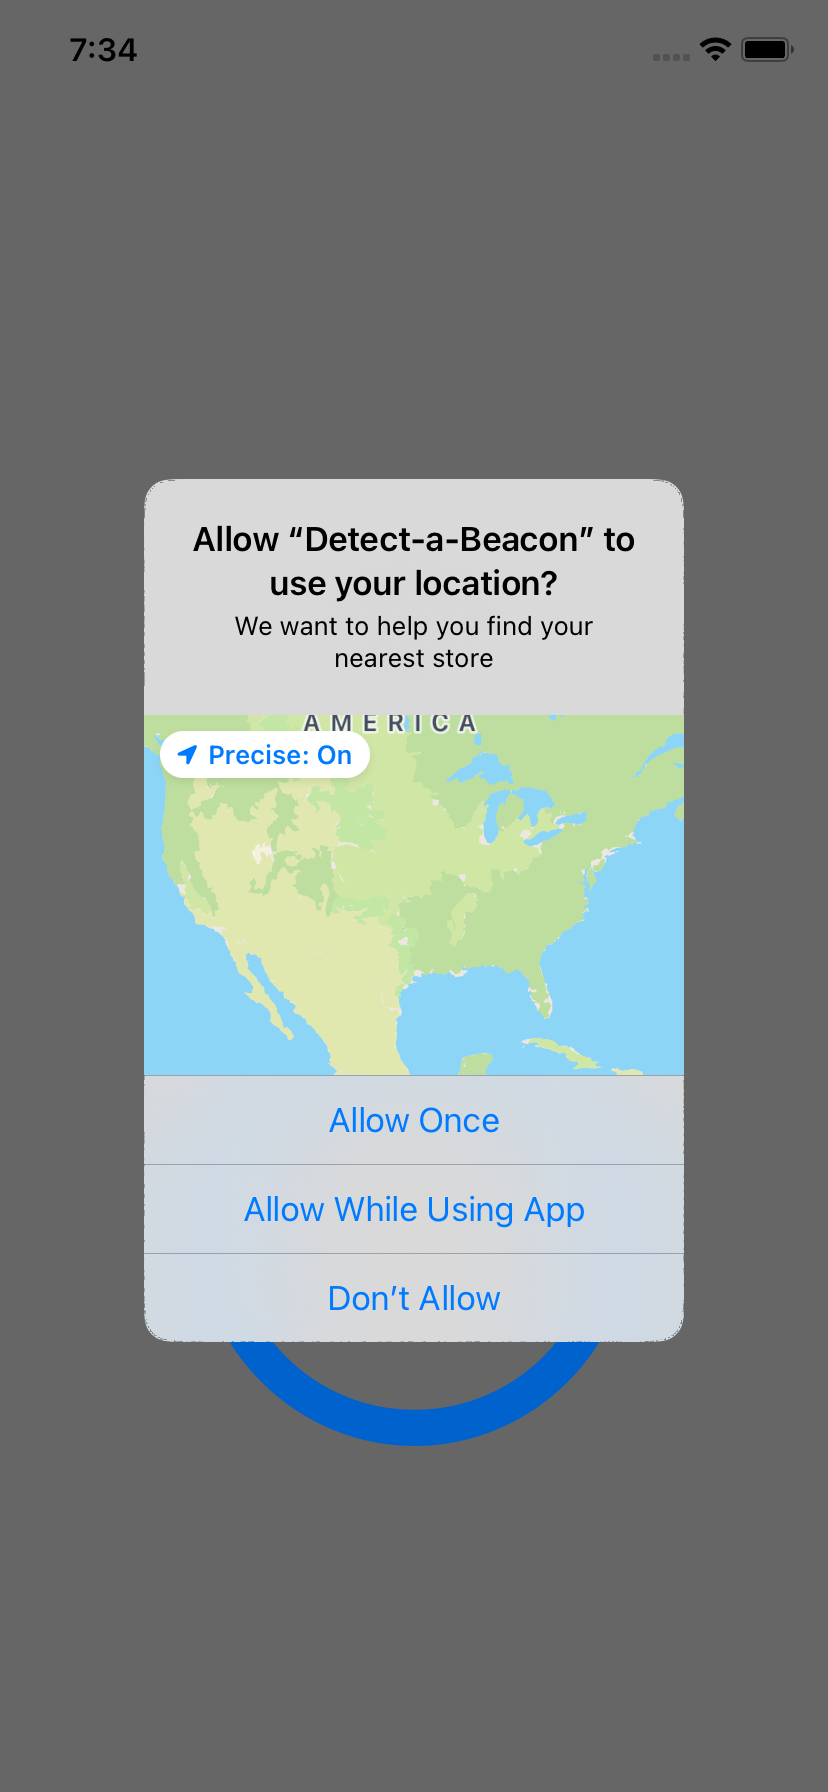 7:34
Allow “Detect-a-Beacon” to
use your location?
We want to help you find your
nearest store
AMERICA
Precise: On
Allow Once
Allow While Using App
Don’t Allow